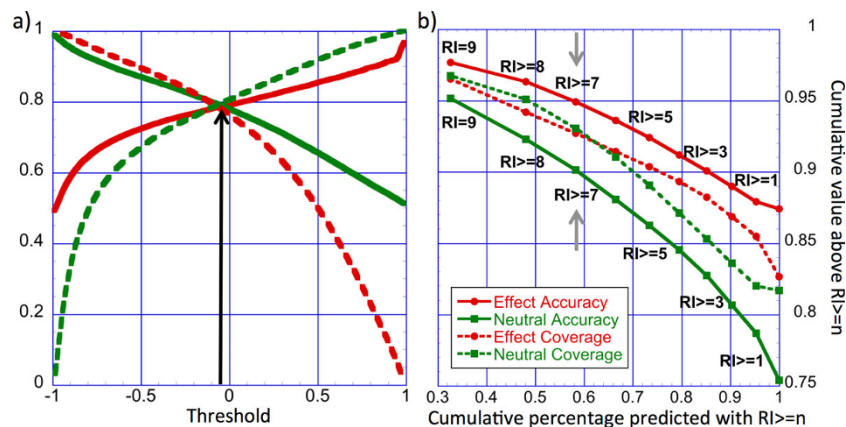 a)
1
0.8
0.6
0.4
0.2
0
-1
-0.5
0
0.5
1
Threshold
b)
RI=9
RI>=8
RI>=7
RI>=5
RI>=3
RI>=1
RI=9
RI>=8
RI>=7
RI>=5
RI>=3
RI>=1
Effect Accuracy
Neutral Accuracy
Effect Coverage
Neutral Coverage
1
0.95
0.9
0.85
0.8
0.75
0.3
0.4
0.5
0.6
0.7
0.8
0.9
1
Cumulative percentage predicted with RI>=n
Cumulative value above RI>=n